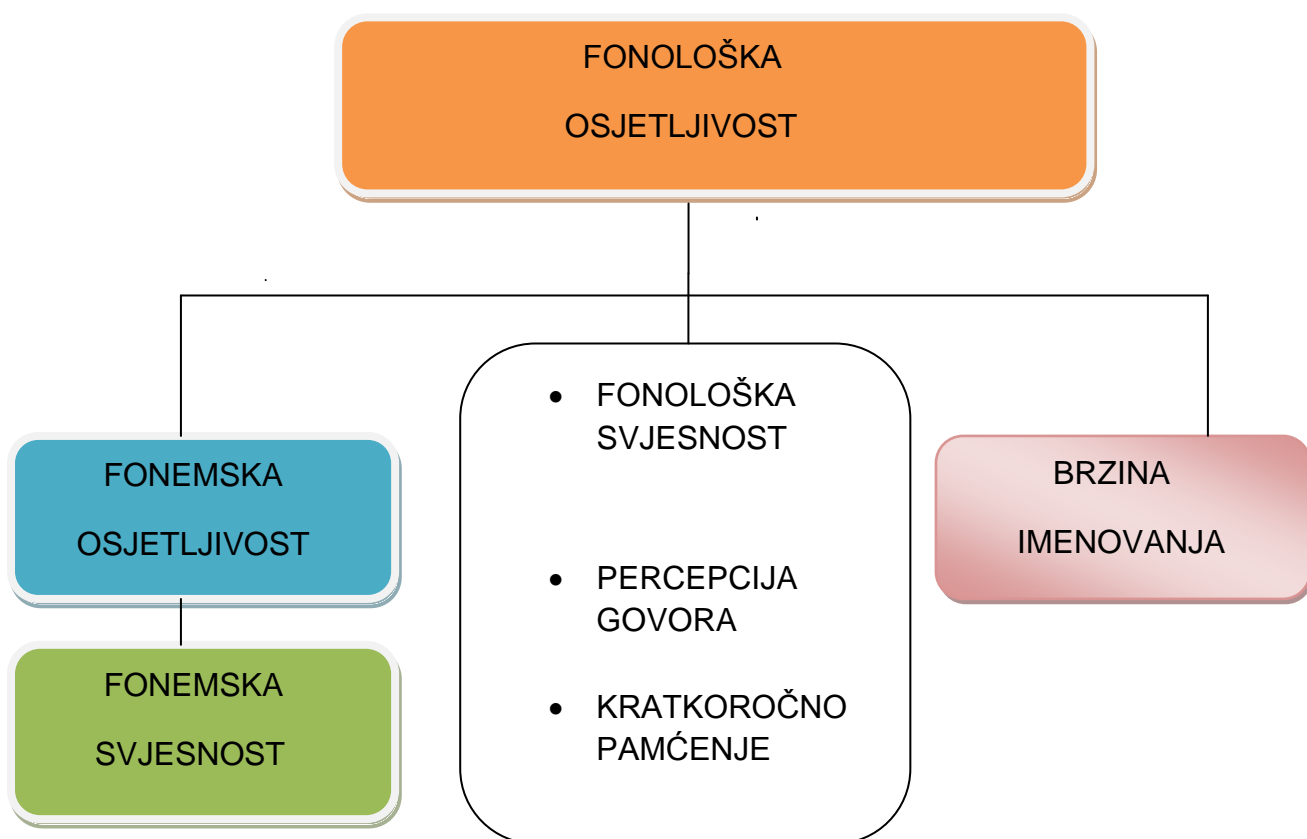 FONOLOŠKA
OSJETLJIVOST
FONEMSKA
OSJETLJIVOST
FONEMSKA
SVJESNOST
• FONOLOŠKA
SVJESNOST
• PERCEPCIJA
GOVORA
• KRATKOROČNO
PAMĆENJE
BRZINA
IMENOVANJA